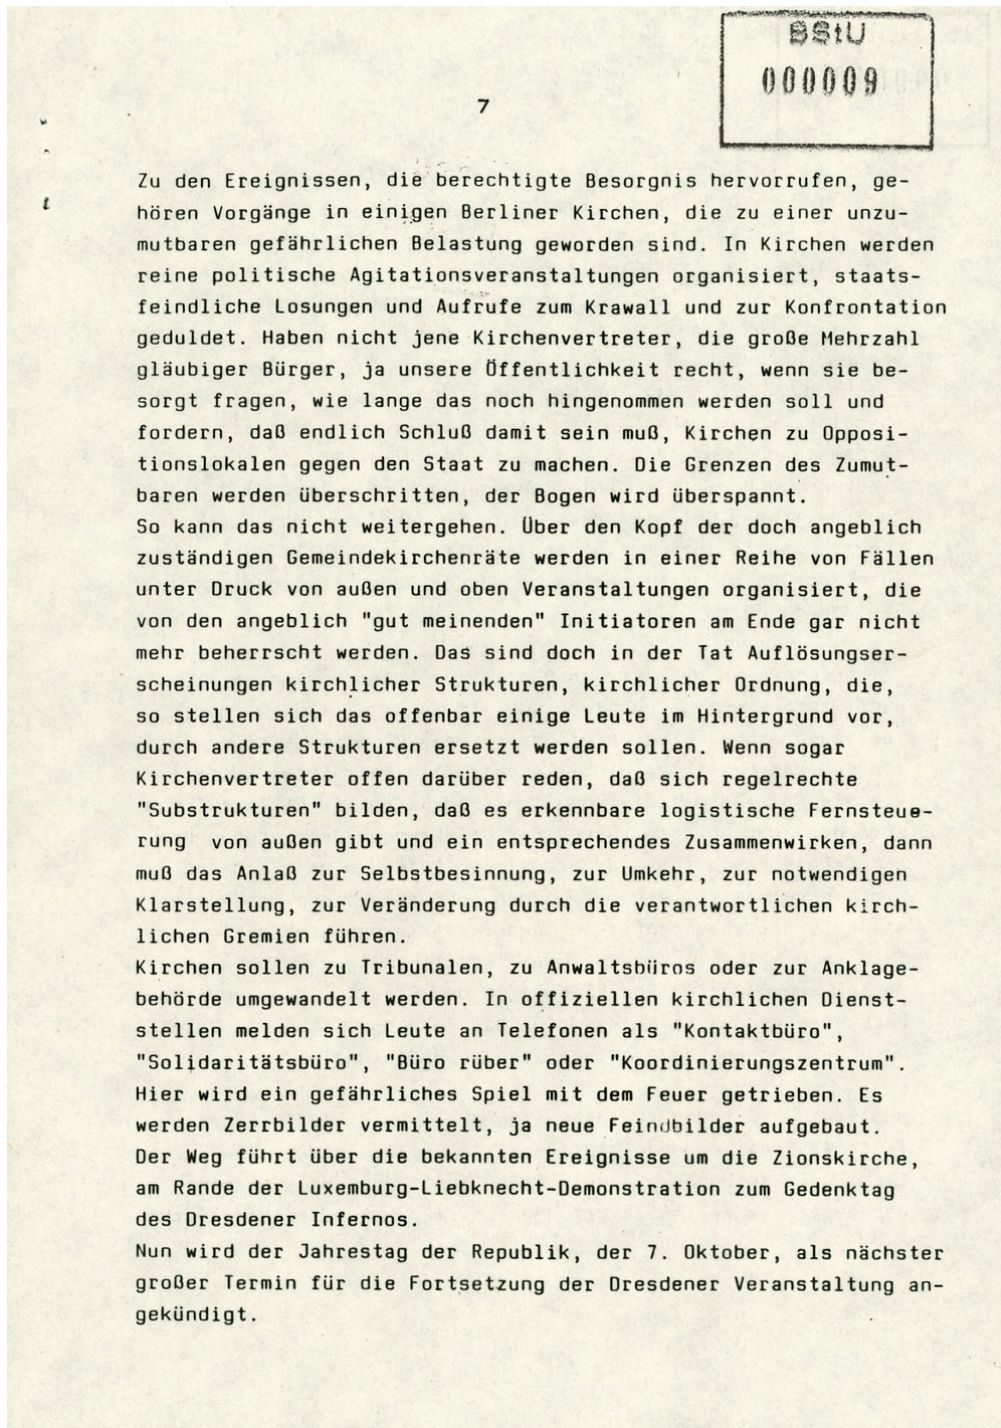 BStU
000009
7
Zu den Ereignissen, die berechtigte Besorgnis hervorrufen, ge-
hören Vorgänge in einigen Berliner Kirchen, die zu einer unzu-
mutbaren gefährlichen Belastung geworden sind. In Kirchen werden
reine politische Agitationsveranstaltungen organisiert, staats-
feindliche Losungen und Aufrufe zum Krawall und zur Konfrontation
geduldet. Haben nicht jene Kirchenvertreter, die große Mehrzahl
gläubiger Bürger, ja unsere Öffentlichkeit recht, wenn sie be-
sorgt fragen, wie lange das noch hingenommen werden soll und
fordern, daß endlich Schluß damit sein muß, Kirchen zu Opposi-
tionslokalen gegen den Staat zu machen. Die Grenzen des Zumut-
baren werden überschritten, der Bogen wird überspannt.
So kann das nicht weitergehen. Über den Kopf der doch angeblich
zuständigen Gemeindekirchenräte werden in einer Reihe von Fällen
unter Druck von außen und oben Veranstaltungen organisiert, die
von den angeblich "gut meinenden" Initiatoren am Ende gar nicht
mehr beherrscht werden. Das sind doch in der Tat Auflösungser-
scheinungen kirchlicher Strukturen, kirchlicher Ordnung, die,
so stellen sich das offenbar einige Leute im Hintergrund vor,
durch andere Strukturen ersetzt werden sollen. Wenn sogar
Kirchenvertreter offen darüber reden, daß sich regelrechte
"Substrukturen" bilden, daß es erkennbare logistische Fernsteue-
rung von außen gibt und ein entsprechendes Zusammenwirken, dann
muß das Anlaß zur Selbstbesinnung, zur Umkehr, zur notwendigen
Klarstellung, zur Veränderung durch die verantwortlichen kirch-
lichen Gremien führen.
Kirchen sollen zu Tribunalen, zu Anwaltsbüros oder zur Anklage-
behörde umgewandelt werden. In offiziellen kirchlichen Dienst-
stellen melden sich Leute an Telefonen als "Kontaktbüro",
"Solidaritätsbüro", "Büro rüber" oder "Koordinierungszentrum".
Hier wird ein gefährliches Spiel mit dem Feuer getrieben. Es
werden Zerrbilder vermittelt, ja neue Feindbilder aufgebaut.
Der Weg führt über die bekannten Ereignisse um die Zionskirche,
am Rande der Luxemburg-Liebknecht-Demonstration zum Gedenktag
des Dresdener Infernos.
Nun wird der Jahrestag der Republik, der 7. Oktober, als nächster
großer Termin für die Fortsetzung der Dresdener Veranstaltung an-
gekündigt.